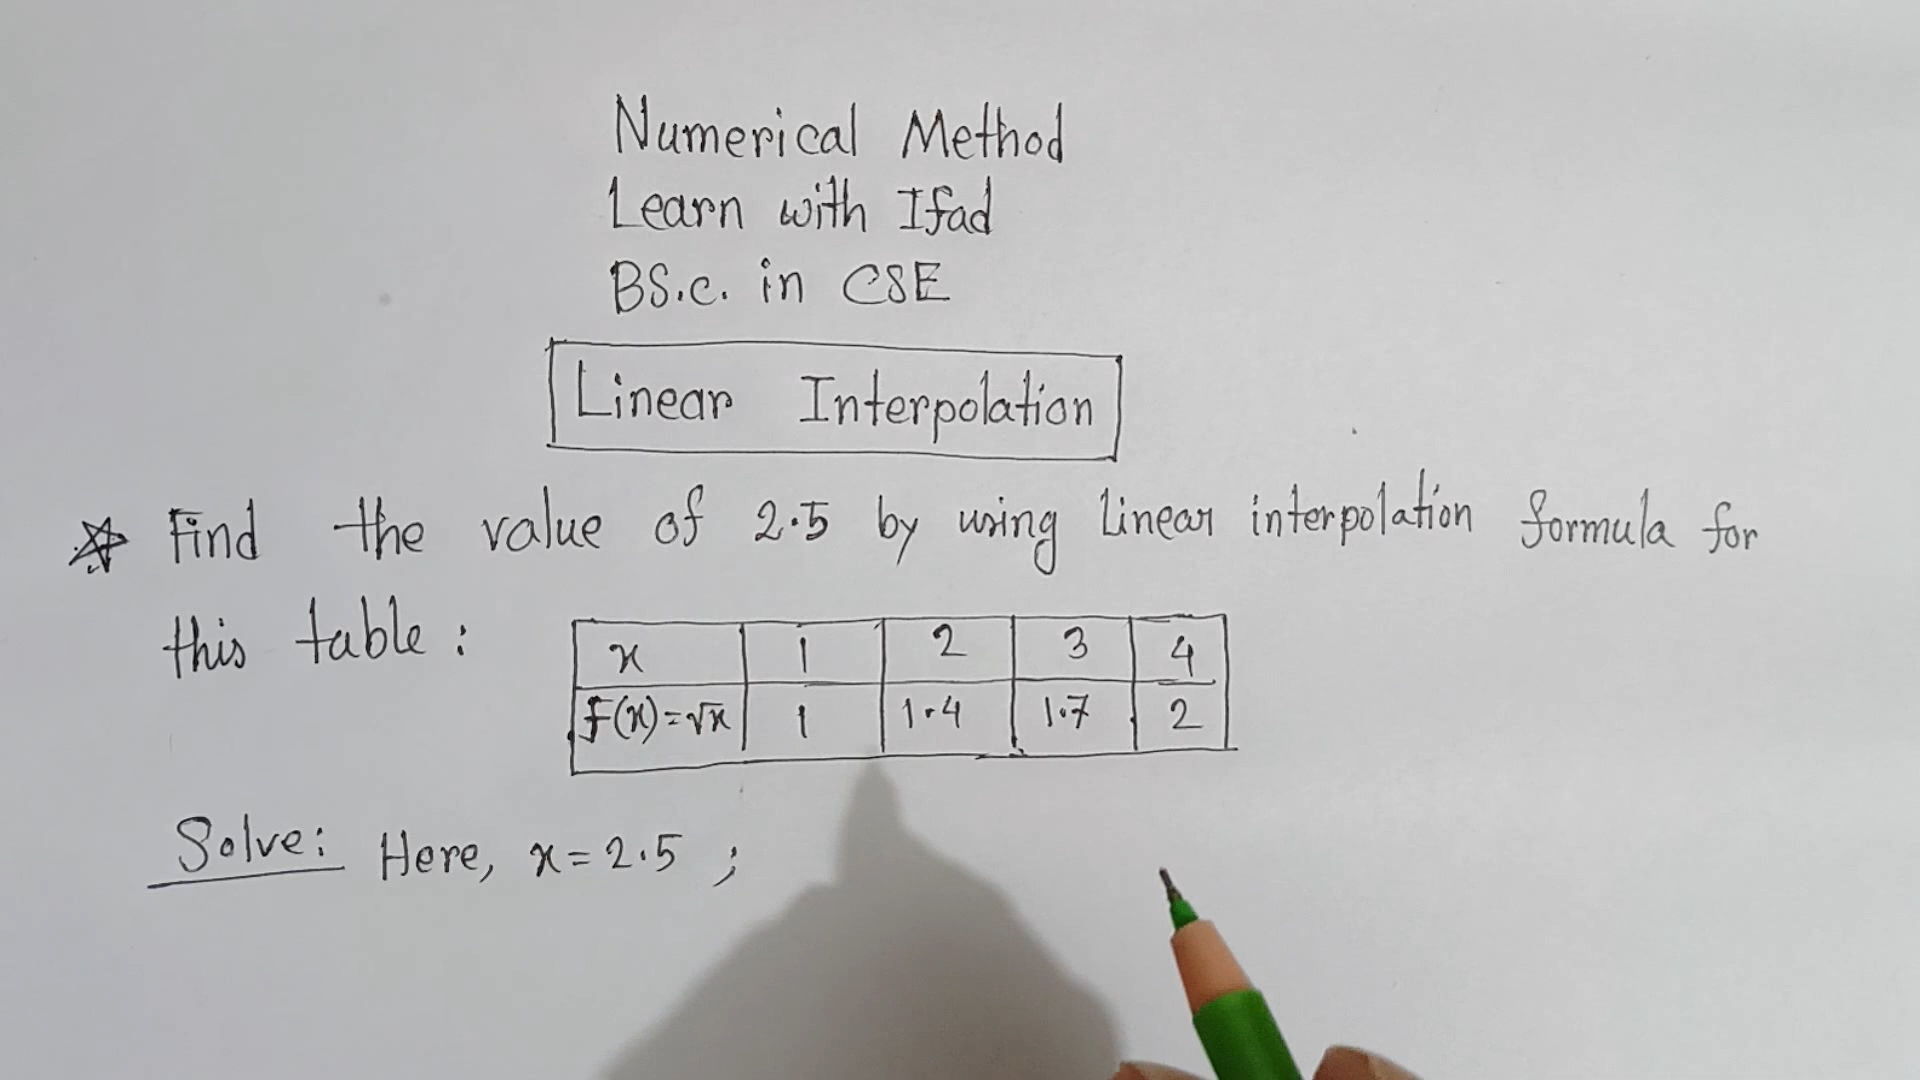 Numerical Method
Learn with Ifad
BS.c. in CSE
Linear Interpolation
Find the value of 2.5 by using Linear interpolation formula for
this table:
x 1 2 3 4
f(x)=√x 1 1.4 1.7 2
Solve: Here, x=2.5 ;